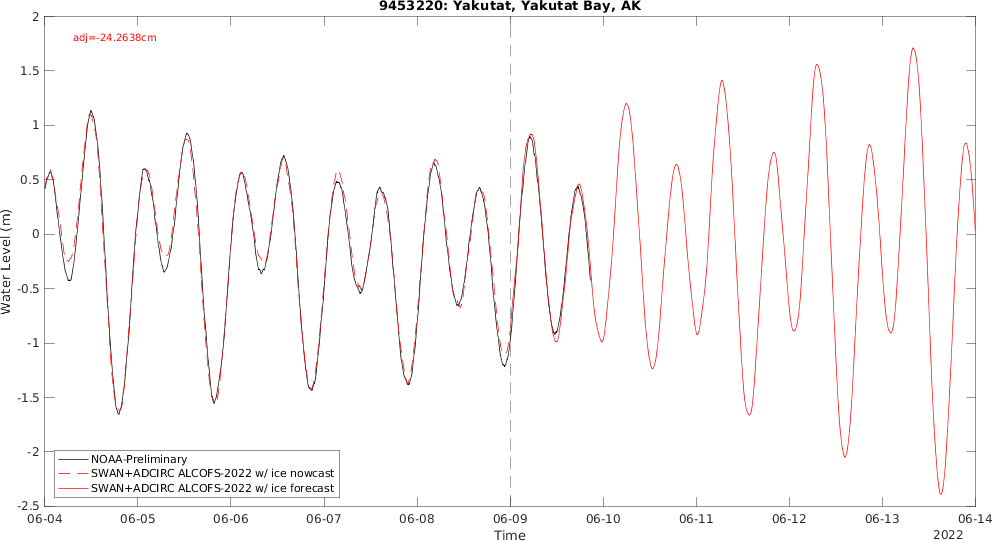 9453220: Yakutat, Yakutat Bay, AK
adj=-24.2638cm
2
1.5
1
0.5
0
-0.5
-1
-1.5
-2
-2.5
Water Level (m)
NOAA-Preliminary
SWAN+ADCIRC ALCOFS-2022 w/ ice nowcast
SWAN+ADCIRC ALCOFS-2022 w/ ice forecast
06-04 06-05 06-06 06-07 06-08 06-09 06-10 06-11 06-12 06-13 06-14
Time
2022